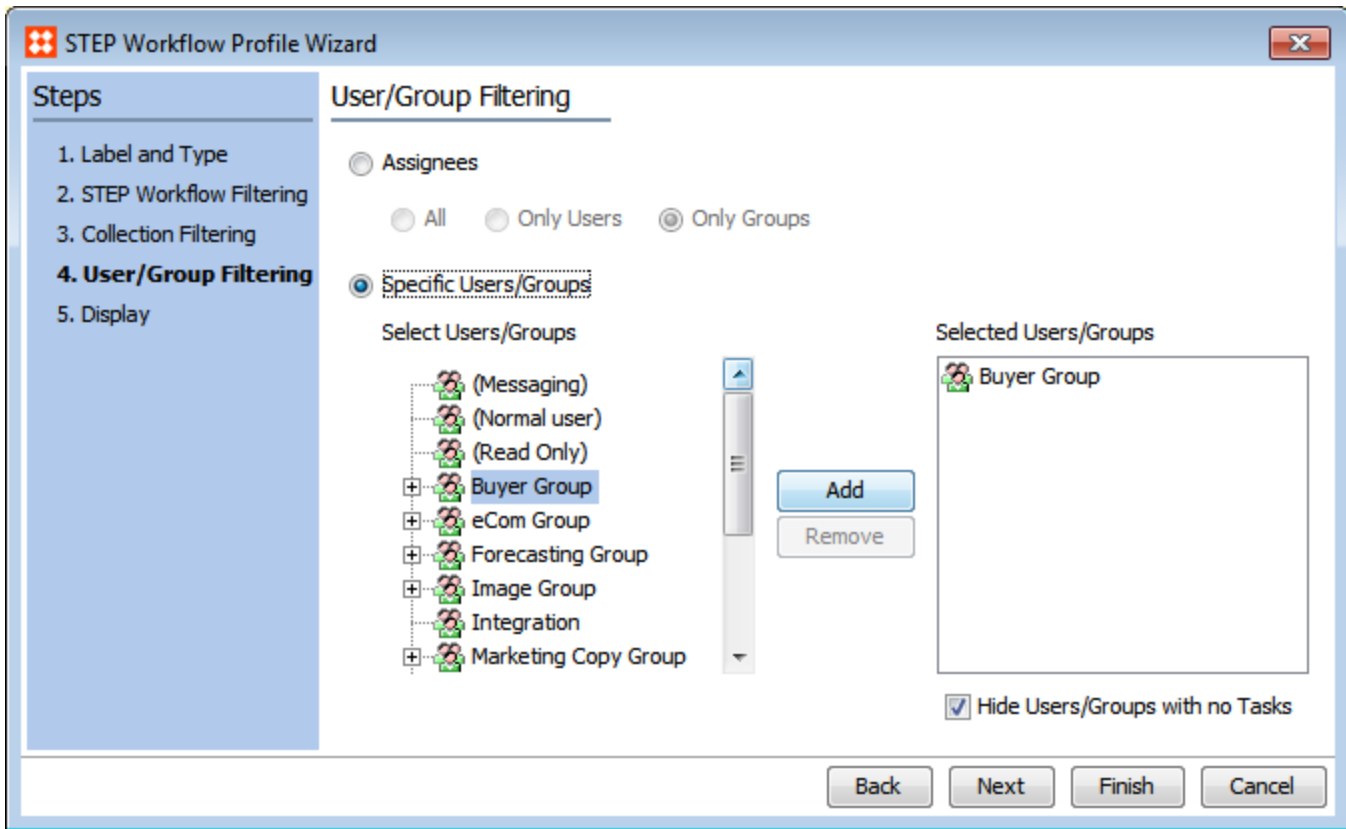 STEP Workflow Profile Wizard
Steps
1. Label and Type
2. STEP Workflow Filtering
3. Collection Filtering
4. User/Group Filtering
5. Display
User/Group Filtering
Assignees
All Only Users Only Groups
Specific Users/Groups
Select Users/Groups
(Messaging)
(Normal user)
(Read Only)
Buyer Group
eCom Group
Forecasting Group
Image Group
Integration
Marketing Copy Group
Add
Remove
Selected Users/Groups
Buyer Group
Hide Users/Groups with no Tasks
Back Next Finish Cancel